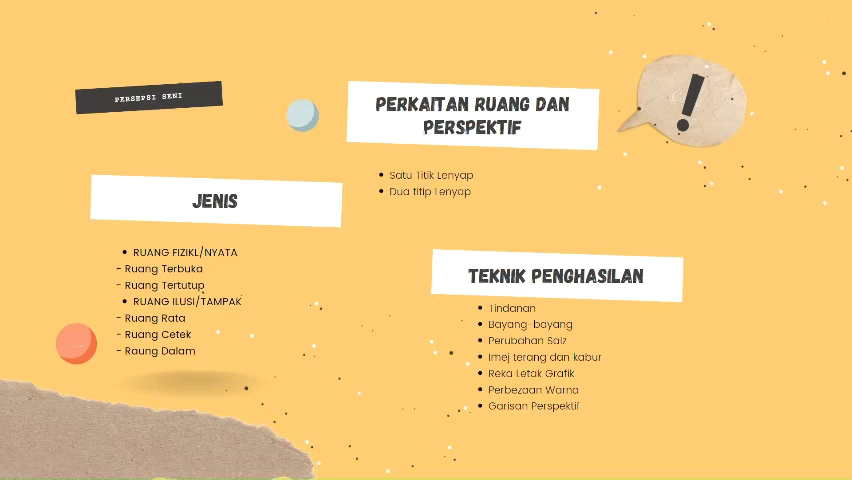 PERSEPSI SENI
PERKAITAN RUANG DAN
PERSPEKTIF
!
• Satu Titik Lenyap
• Dua titip Lenyap
JENIS
• RUANG FIZIKL/NYATA
- Ruang Terbuka
- Ruang Tertutup
• RUANG ILUSI/TAMPAK
- Ruang Rata
- Ruang Cetek
- Raung Dalam
TEKNIK PENGHASILAN
• Tindanan
• Bayang-bayang
• Perubahan Saiz
• Imej terang dan kabur
• Reka Letak Grafik
• Perbezaan Warna
• Garisan Perspektif